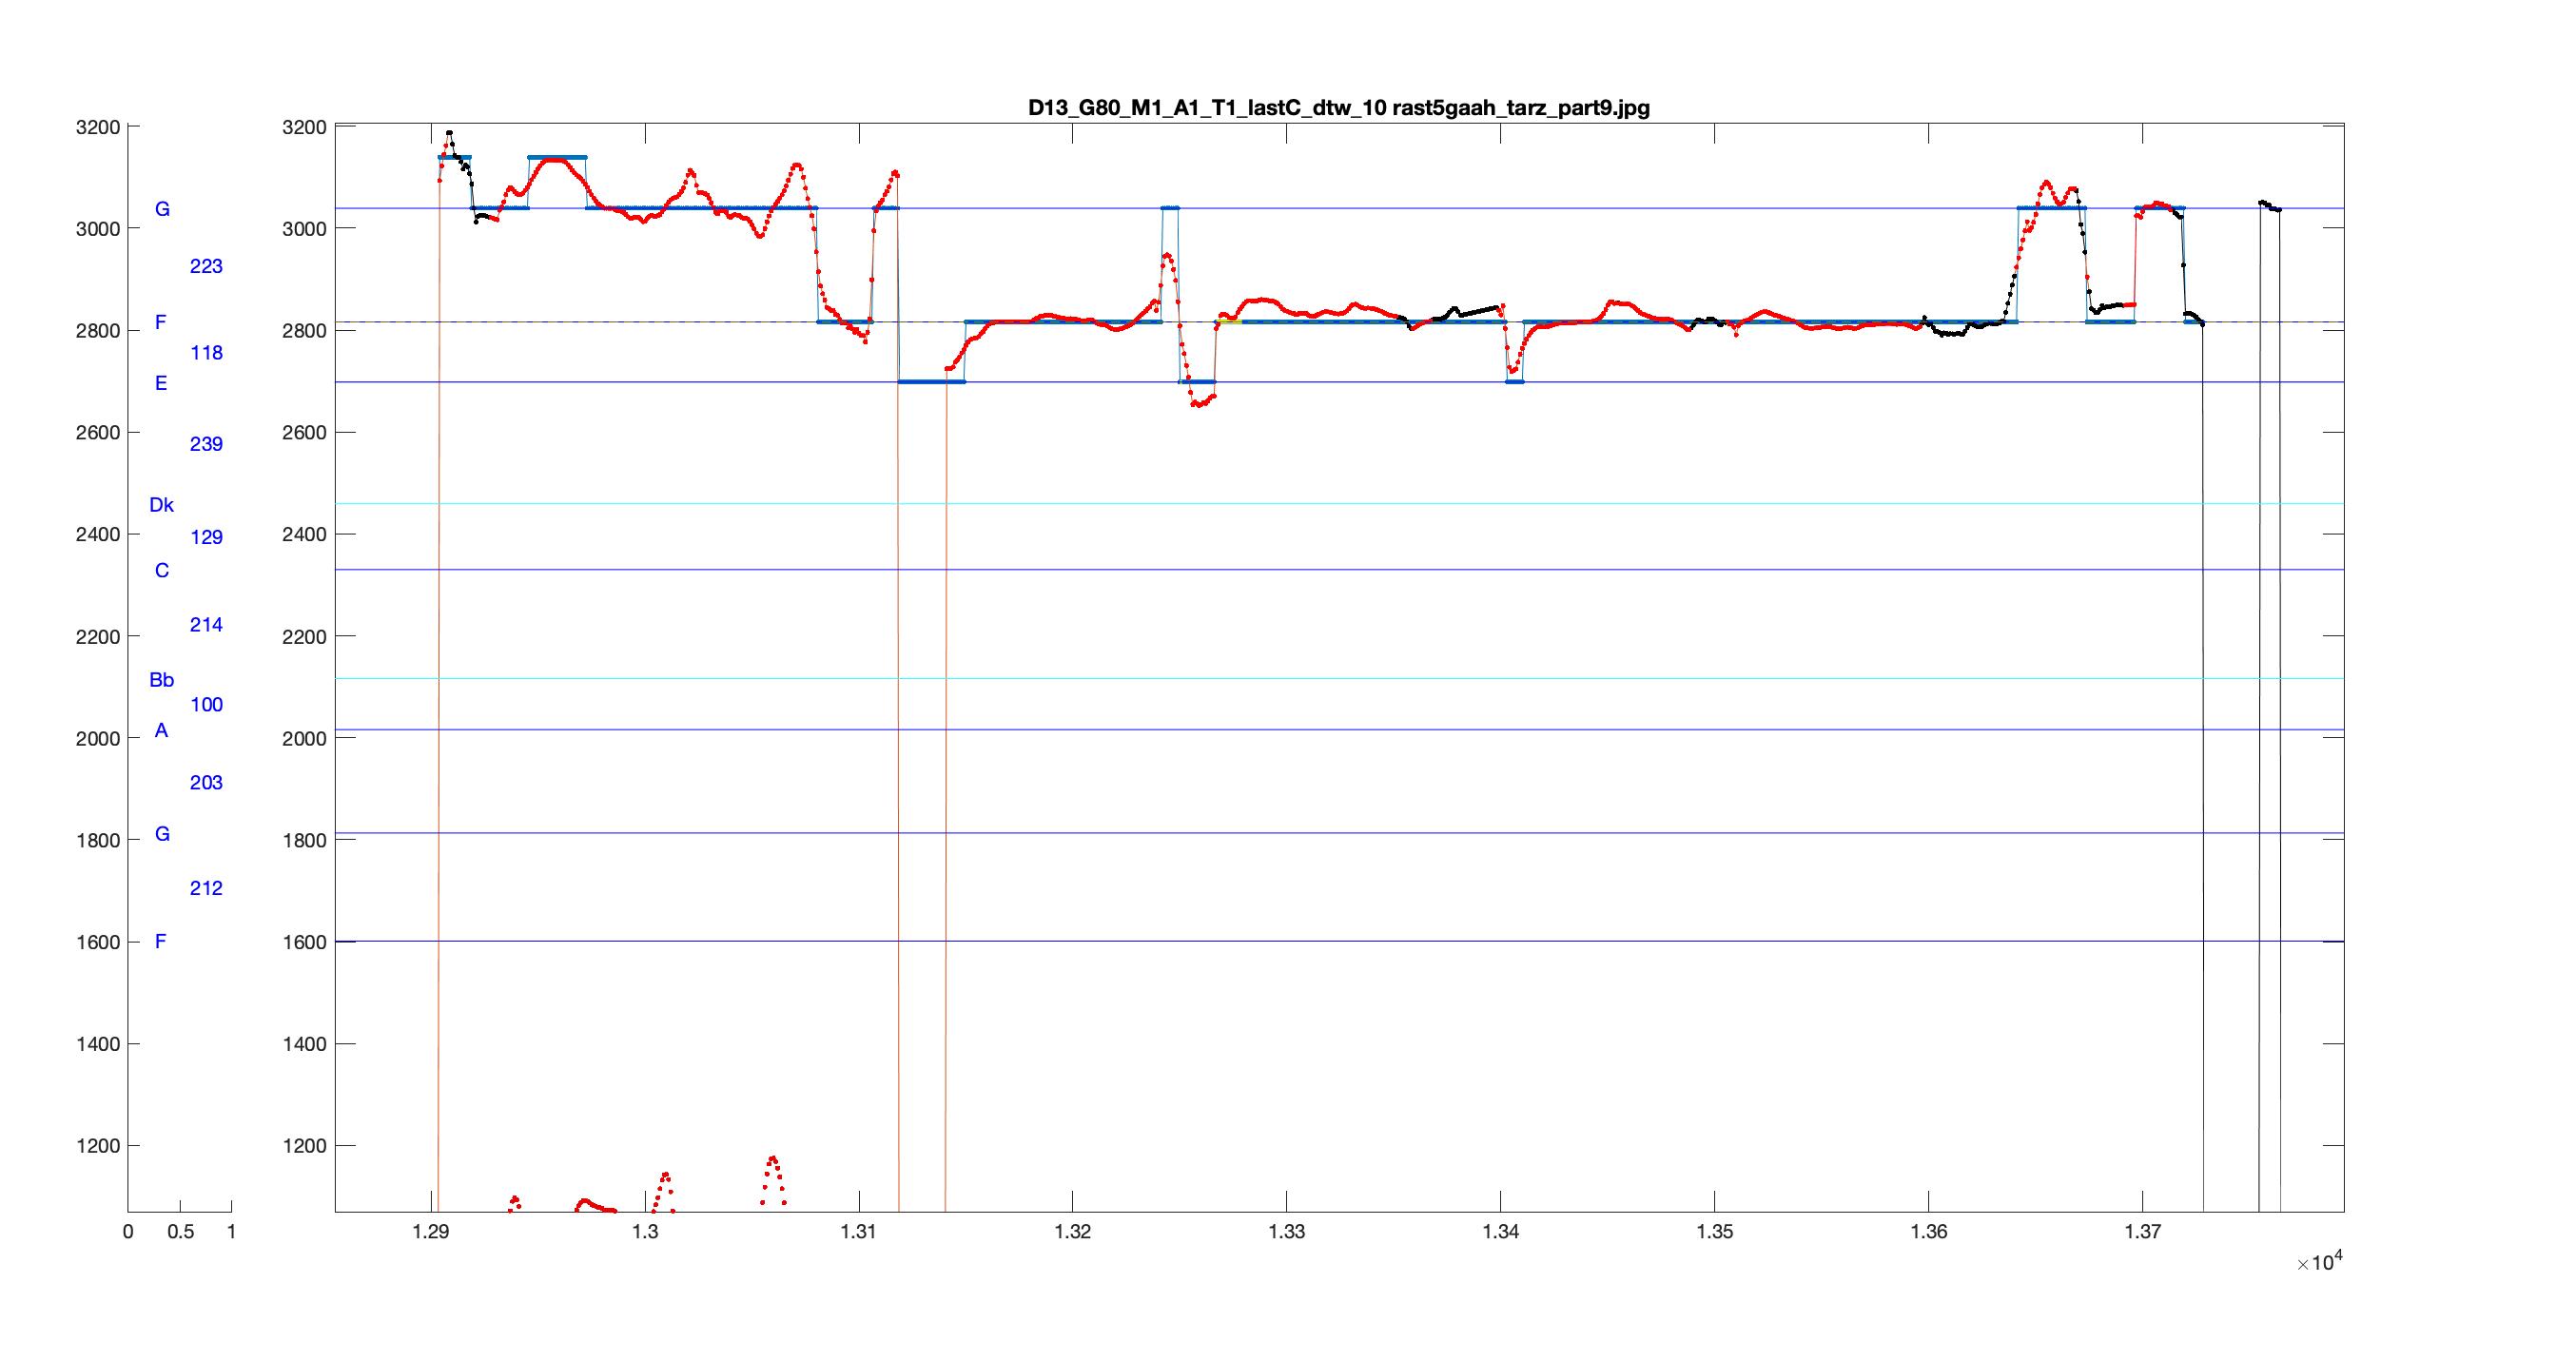 D13_G80_M1_A1_T1_lastC_dtw_10 rast5gaah_tarz_part9.jpg
3200 3200
G
3000 3000
223
F
2800 2800
118
E
2600 2600
239
Dk
2400 2400
129
C
2200 2200
214
Bb
100
A
2000 2000
203
G
1800 1800
212
F
1600 1600
1400 1400
1200 1200
0 0.5 1 1.29 1.3 1.31 1.32 1.33 1.34 1.35 1.36 1.37
×10^4